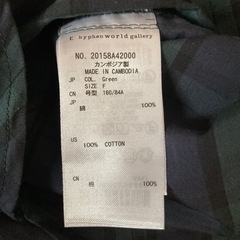 E hyphen world gallery
NO. 20158A42000
カンボジア製
MADE IN CAMBODIA
JP COL. Green
JP SIZE F
CN 号型 160/84A
JP 綿 100%
US 100% COTTON
CN 棉 100%